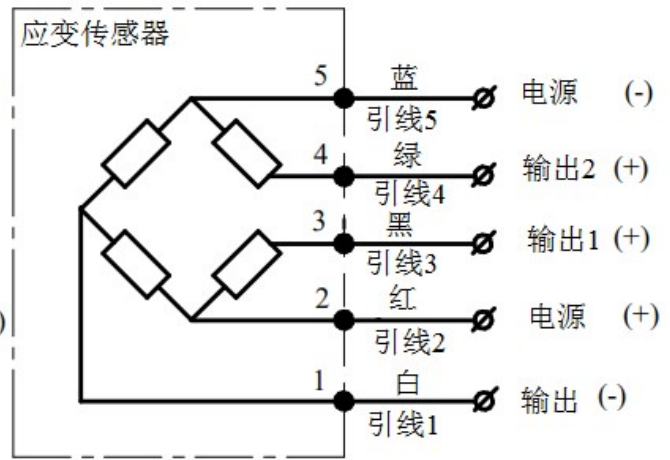 应变传感器
5 蓝 电源 (-)
引线5
4 绿 输出2 (+)
引线4
3 黑 输出1 (+)
引线3
2 红 电源 (+)
引线2
)
1 白 输出 (-)
引线1